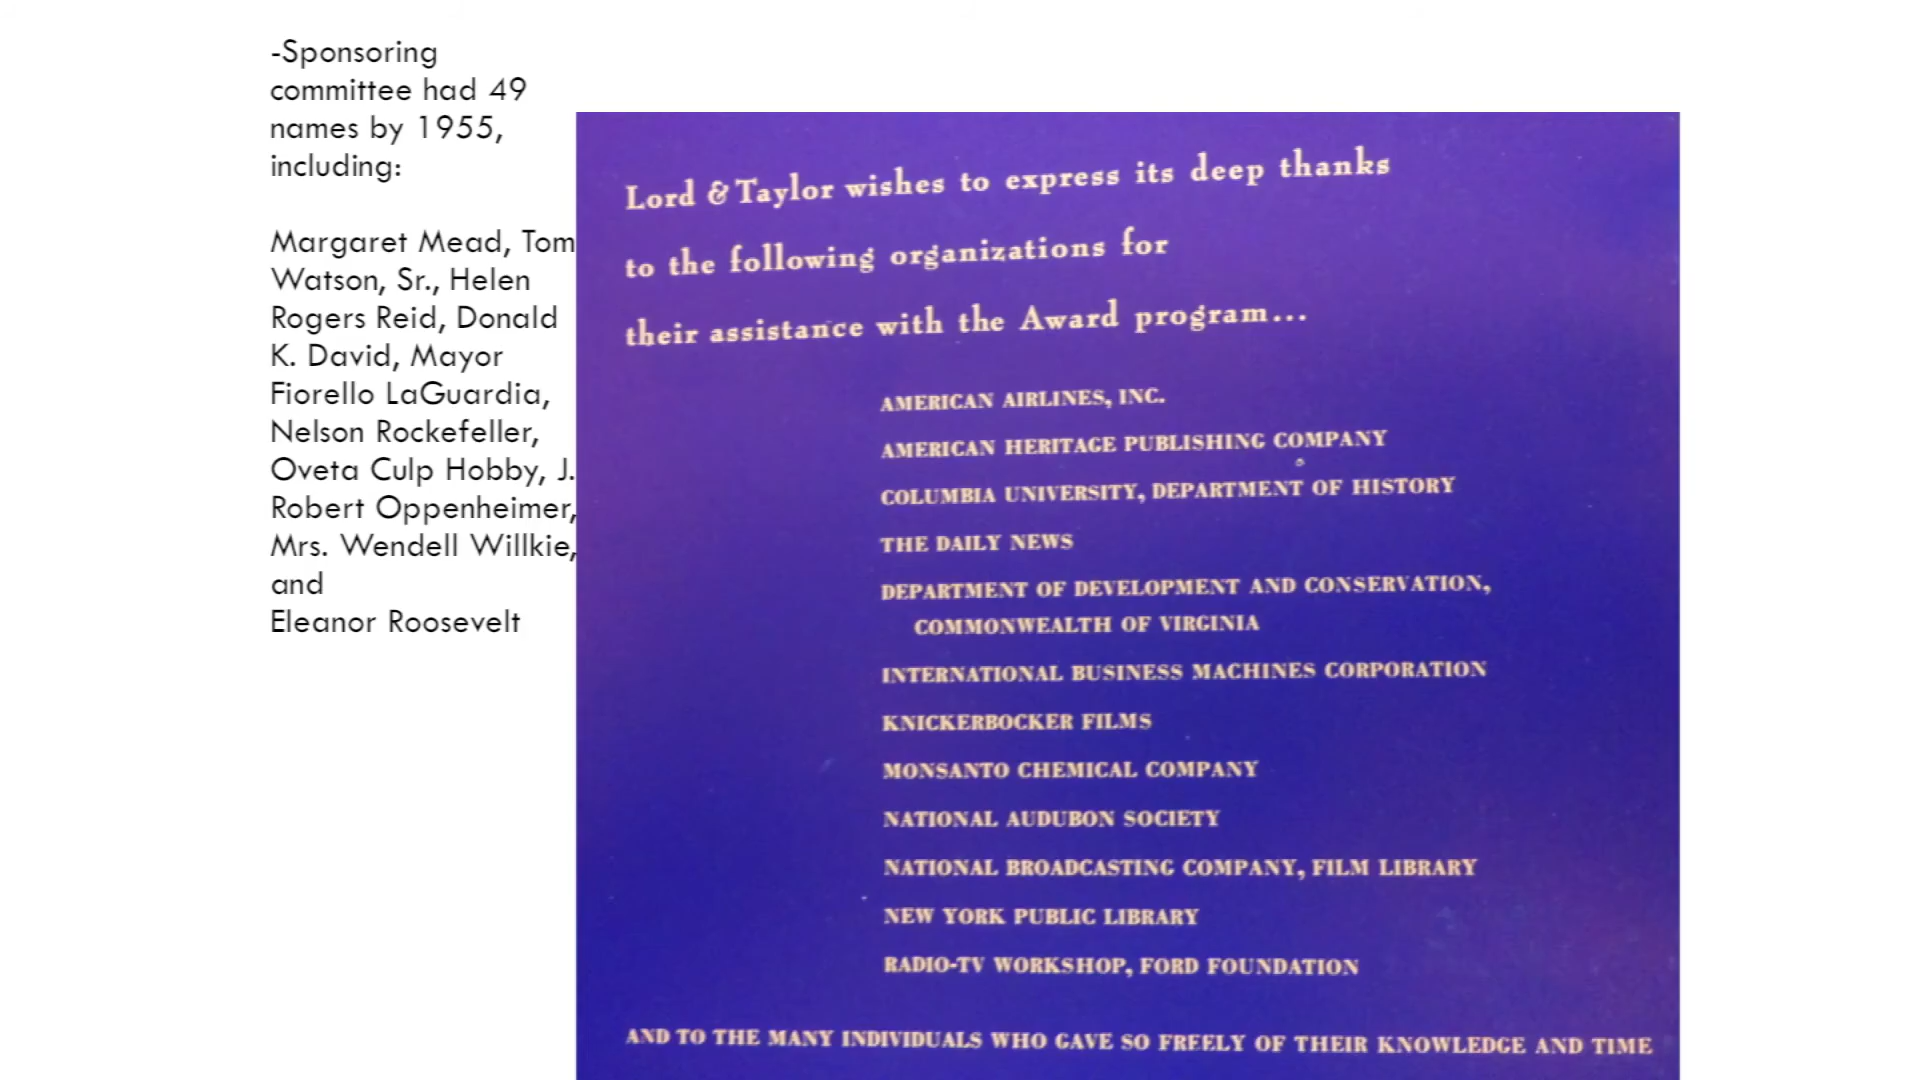 -Sponsoring
committee had 49
names by 1955,
including:
Margaret Mead, Tom
Watson, Sr., Helen
Rogers Reid, Donald
K. David, Mayor
Fiorello LaGuardia,
Nelson Rockefeller,
Oveta Culp Hobby, J.
Robert Oppenheimer,
Mrs. Wendell Willkie,
and
Eleanor Roosevelt
Lord & Taylor wishes to express its deep thanks
to the following organizations for
their assistance with the Award program...
AMERICAN AIRLINES, INC.
AMERICAN HERITAGE PUBLISHING COMPANY
COLUMBIA UNIVERSITY, DEPARTMENT OF HISTORY
THE DAILY NEWS
DEPARTMENT OF DEVELOPMENT AND CONSERVATION,
COMMONWEALTH OF VIRGINIA
INTERNATIONAL BUSINESS MACHINES CORPORATION
KNICKERBOCKER FILMS
MONSANTO CHEMICAL COMPANY
NATIONAL AUDUBON SOCIETY
NATIONAL BROADCASTING COMPANY, FILM LIBRARY
NEW YORK PUBLIC LIBRARY
RADIO-TV WORKSHOP, FORD FOUNDATION
AND TO THE MANY INDIVIDUALS WHO GAVE SO FREELY OF THEIR KNOWLEDGE AND TIME